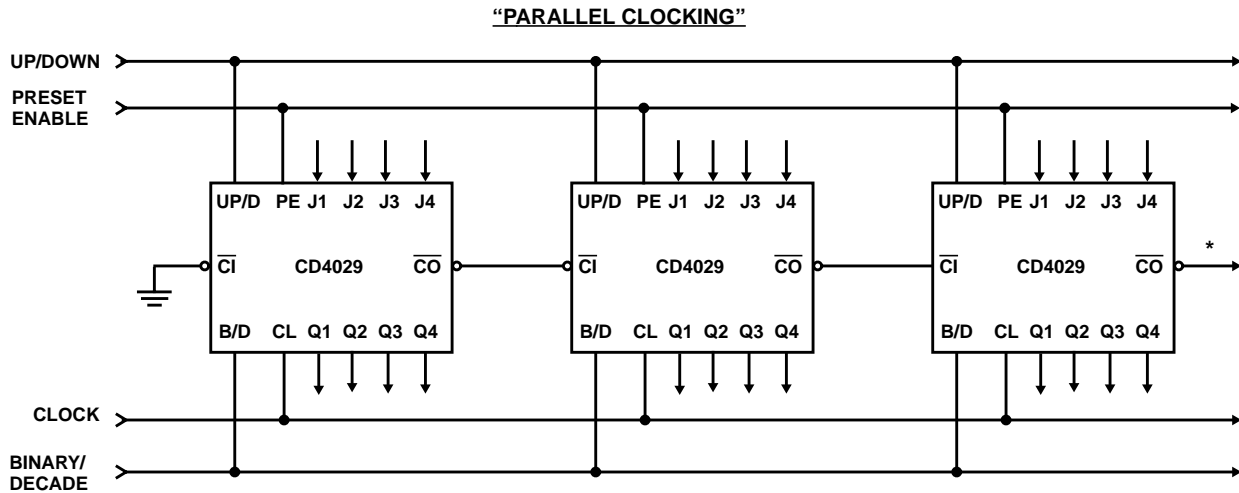 "PARALLEL CLOCKING"
UP/DOWN
PRESET
ENABLE
UP/D PE J1 J2 J3 J4
UP/D PE J1 J2 J3 J4
UP/D PE J1 J2 J3 J4
*
CI CD4029 CO
CI CD4029 CO
CI CD4029 CO
B/D CL Q1 Q2 Q3 Q4
B/D CL Q1 Q2 Q3 Q4
B/D CL Q1 Q2 Q3 Q4
CLOCK
BINARY/
DECADE